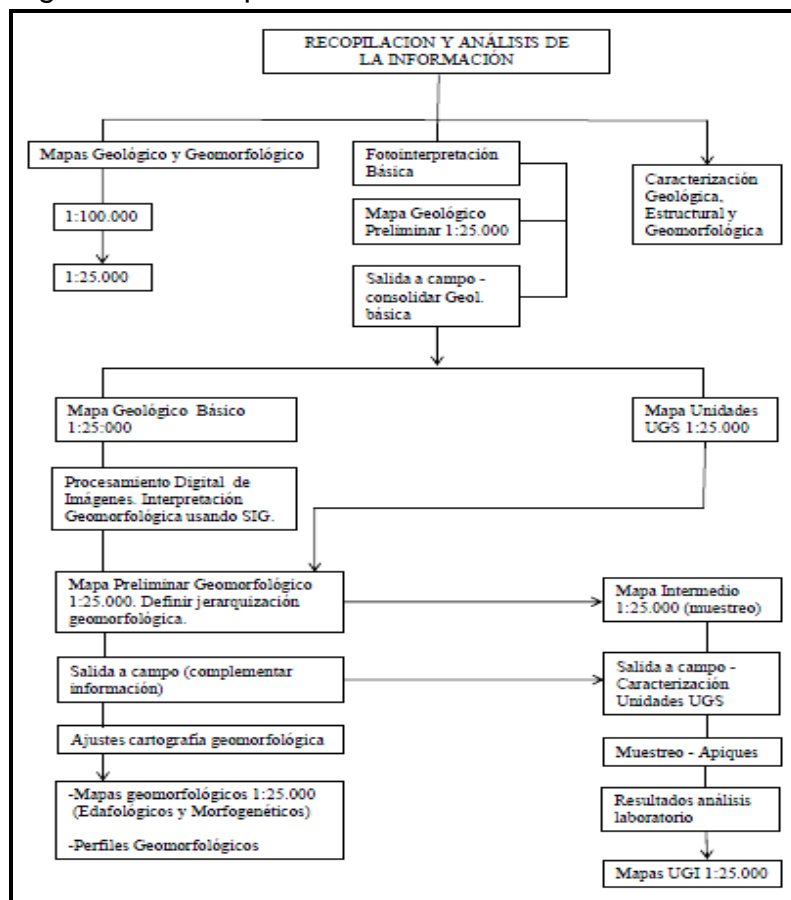 RECOPILACION Y ANÁLISIS DE
LA INFORMACIÓN
Mapas Geológico y Geomorfológico
1:100.000
1:25.000
Fotointerpretación
Básica
Mapa Geológico
Preliminar 1:25.000
Salida a campo -
consolidar Geol.
básica
Caracterización
Geológica,
Estructural y
Geomorfológica
Mapa Geológico Básico
1:25:000
Mapa Unidades
UGS 1:25.000
Procesamiento Digital de
Imágenes. Interpretación
Geomorfológica usando SIG.
Mapa Preliminar Geomorfológico
1:25.000. Definir jerarquización
geomorfológica.
Mapa Intermedio
1:25.000 (muestreo)
Salida a campo (complementar
información)
Salida a campo -
Caracterización
Unidades UGS
Ajustes cartografía geomorfológica
Muestreo - Apiques
-Mapas geomorfológicos 1:25.000
(Edafológicos y Morfogenéticos)
-Perfiles Geomorfológicos
Resultados análisis
laboratorio
Mapas UGI 1:25.000